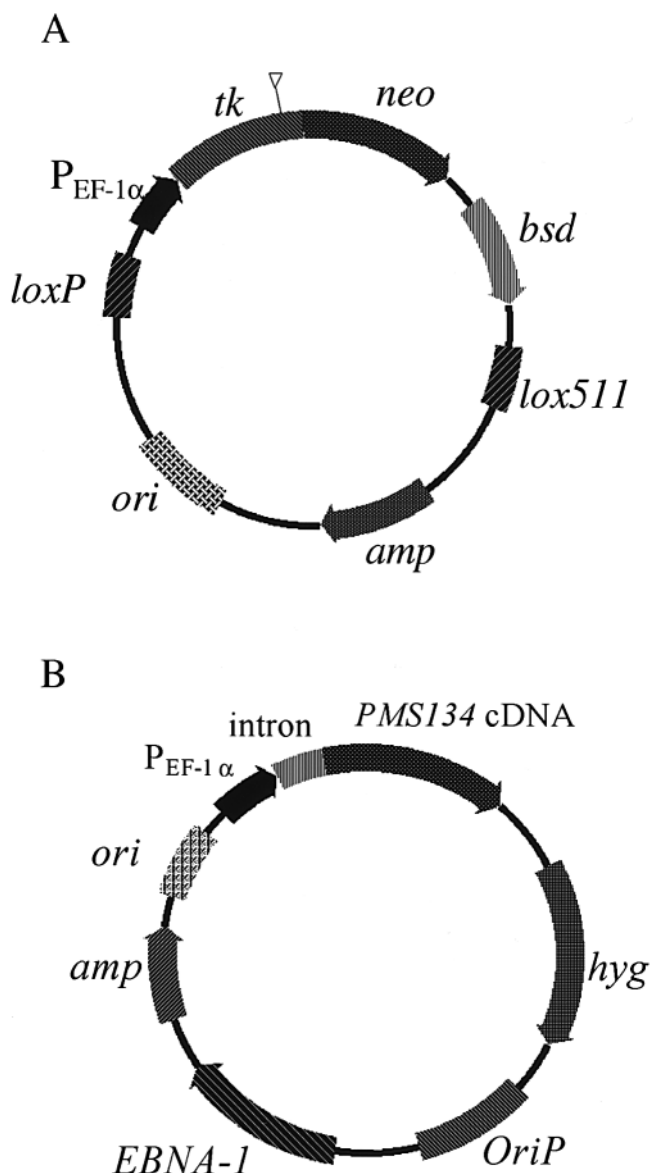 A
tk
neo
PEF-1α
bsd
loxP
lox511
ori
amp
B
PMS134 cDNA
intron
PEF-1α
ori
amp
hyg
EBNA-1
OriP